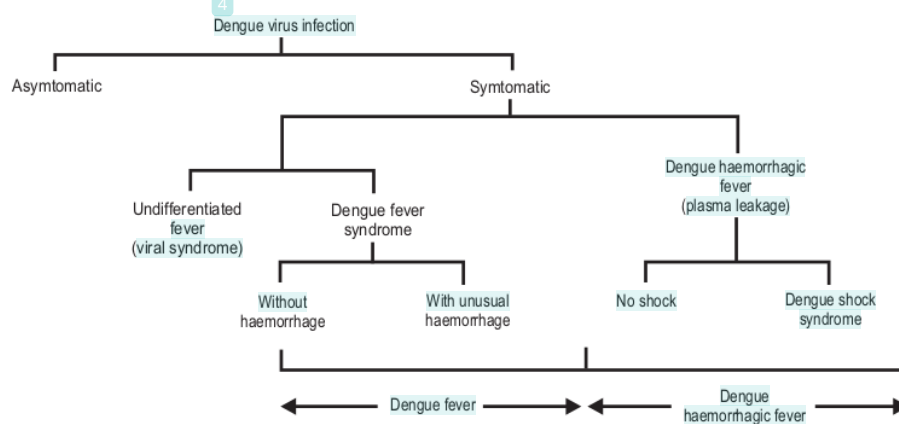 4
Dengue virus infection
Asymtomatic
Symtomatic
Dengue haemorrhagic
fever
(plasma leakage)
Undifferentiated
fever
(viral syndrome)
Dengue fever
syndrome
Without
haemorrhage
With unusual
haemorrhage
No shock
Dengue shock
syndrome
Dengue fever
Dengue
haemorrhagic fever